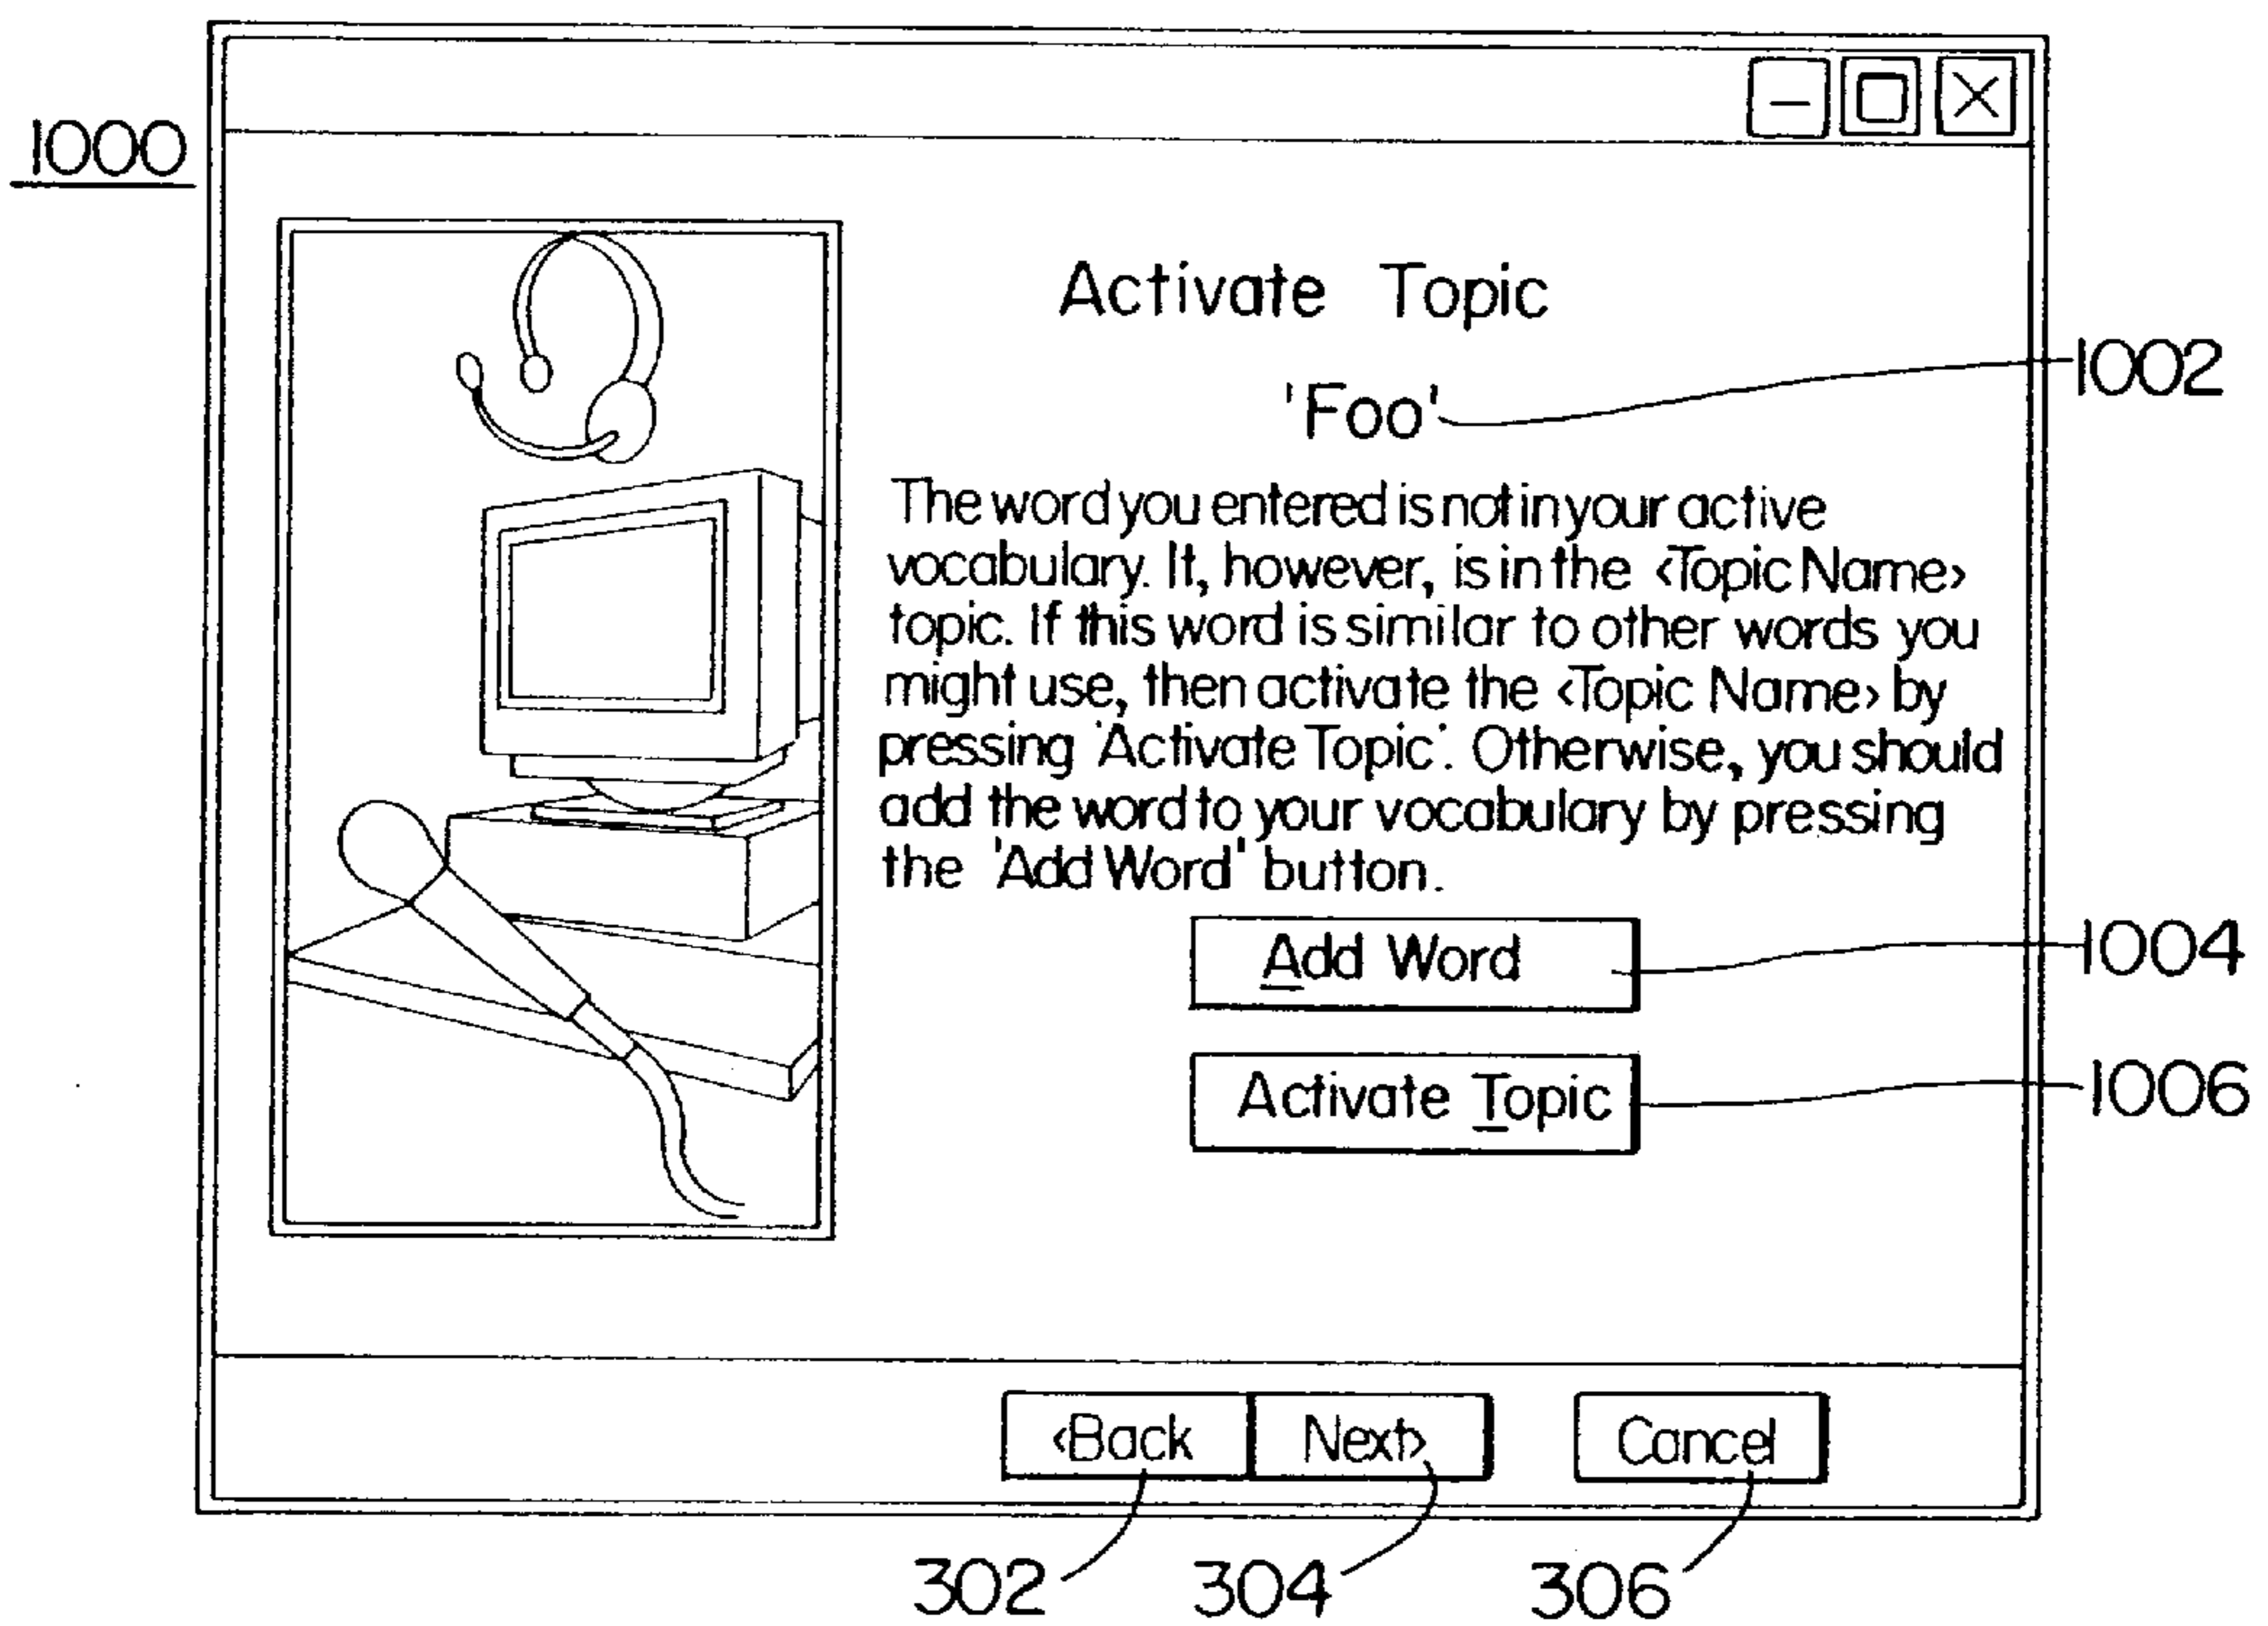 1000
Activate Topic
'Foo'
1002
The word you entered is not in your active
vocabulary. It, however, is in the <Topic Name>
topic. If this word is similar to other words you
might use, then activate the <Topic Name> by
pressing 'Activate Topic'. Otherwise, you should
add the word to your vocabulary by pressing
the 'Add Word' button.
Add Word
1004
Activate Topic
1006
<Back Next> Cancel
302 304 306